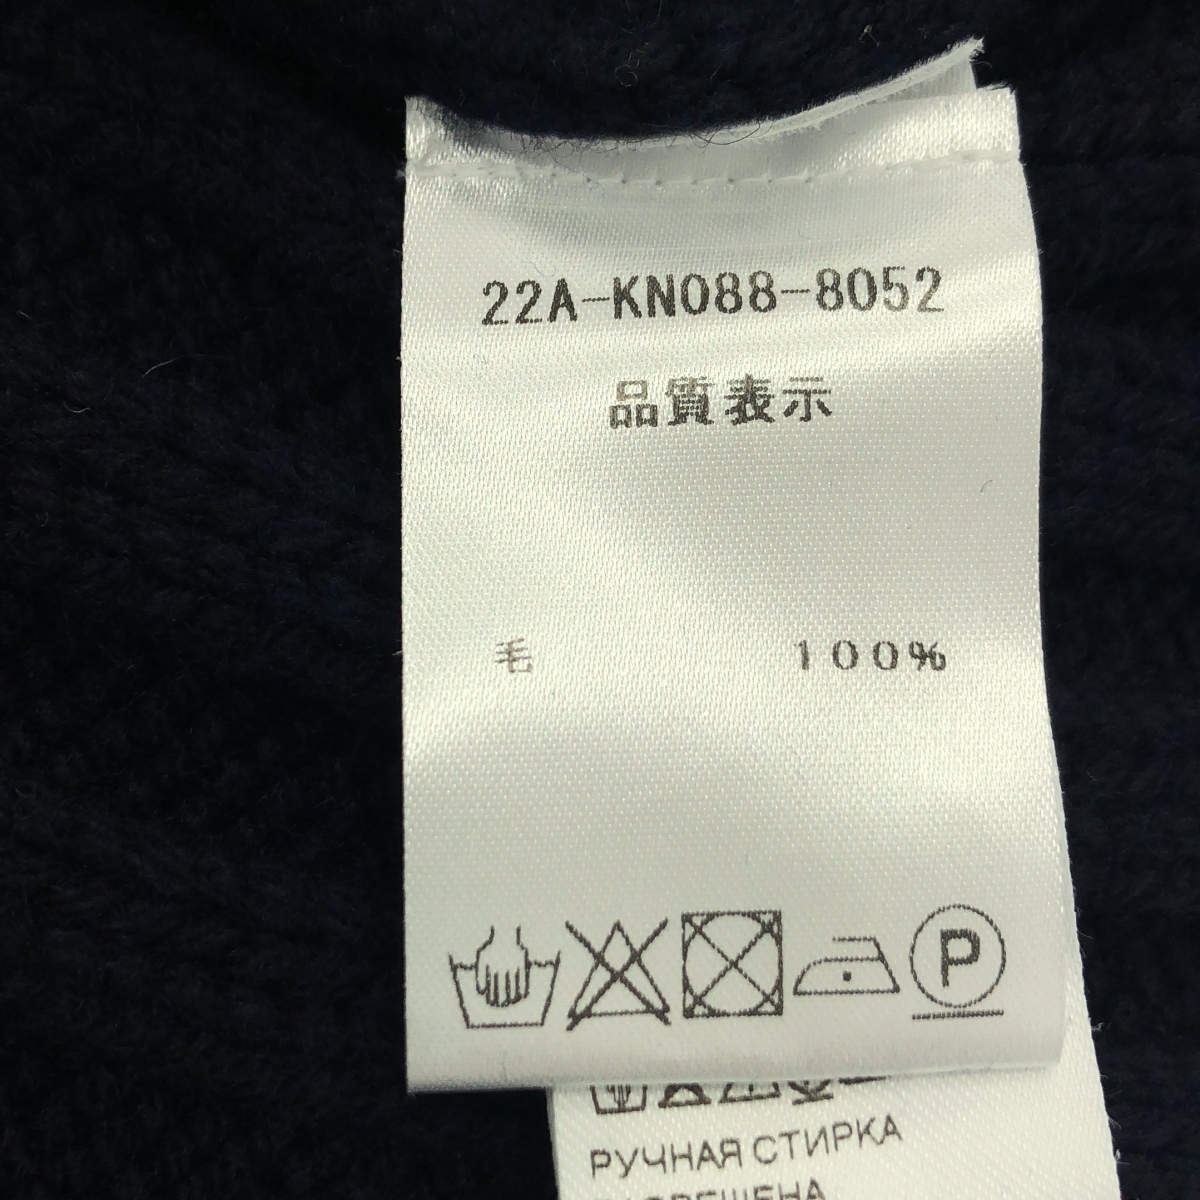 22A-KN088-8052
品質表示
毛 100%
P
РУЧНАЯ СТИРКА